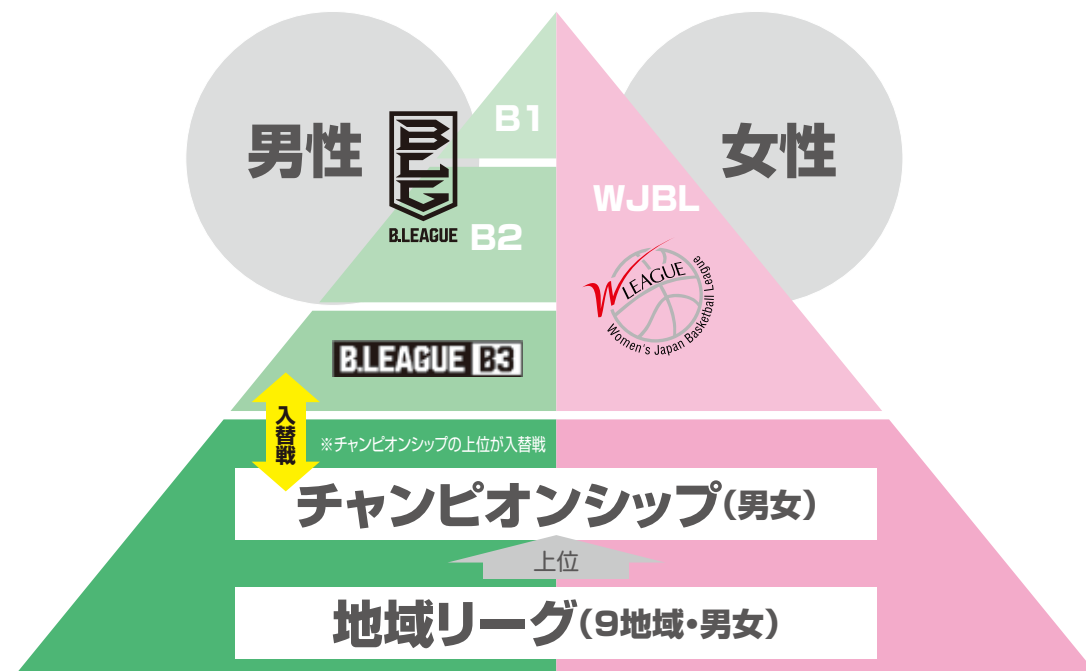 男性
BLG
B.LEAGUE
B1
B2
女性
WJBL
W LEAGUE
Women's Japan Basketball League
B.LEAGUE B3
入替戦
※チャンピオンシップの上位が入替戦
チャンピオンシップ(男女)
上位
地域リーグ(9地域・男女)